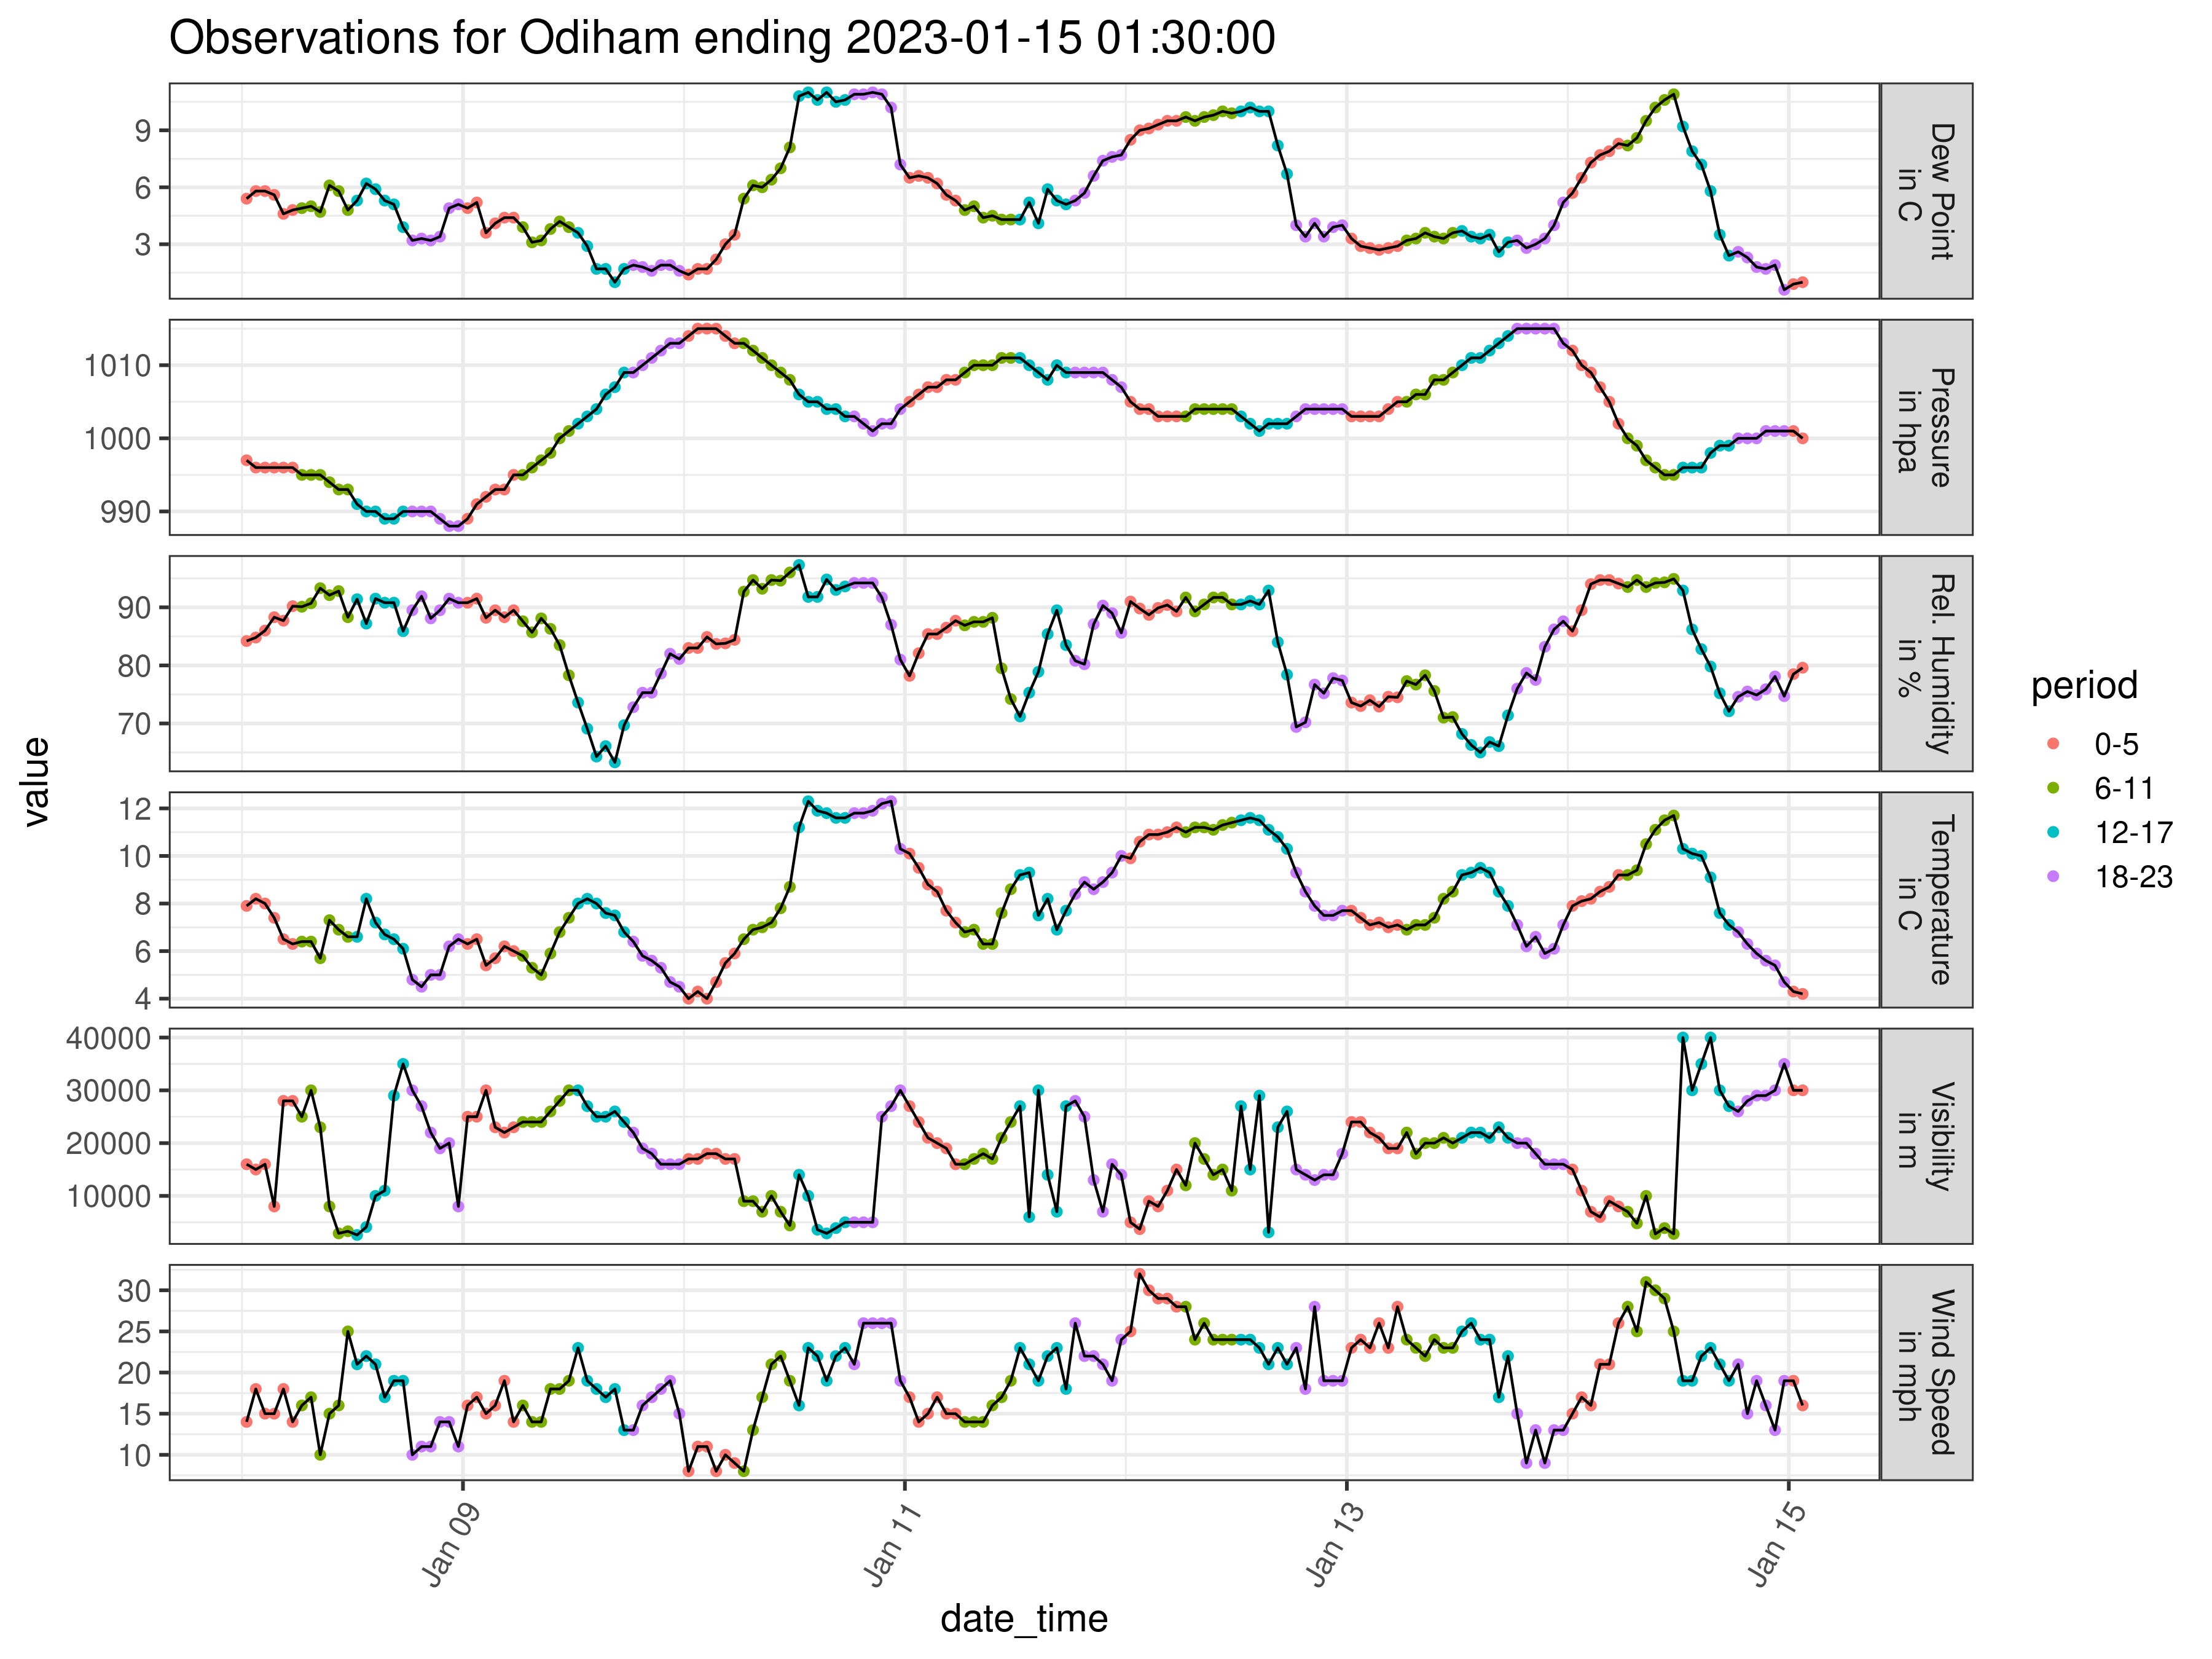 Observations for Odiham ending 2023-01-15 01:30:00
value
9
6
3
Dew Point
in C
1010
1000
990
Pressure
in hpa
90
80
70
Rel. Humidity
in %
12
10
8
6
4
Temperature
in C
40000
30000
20000
10000
Visibility
in m
30
25
20
15
10
Wind Speed
in mph
Jan 09
Jan 11
Jan 13
Jan 15
date_time
period
0-5
6-11
12-17
18-23